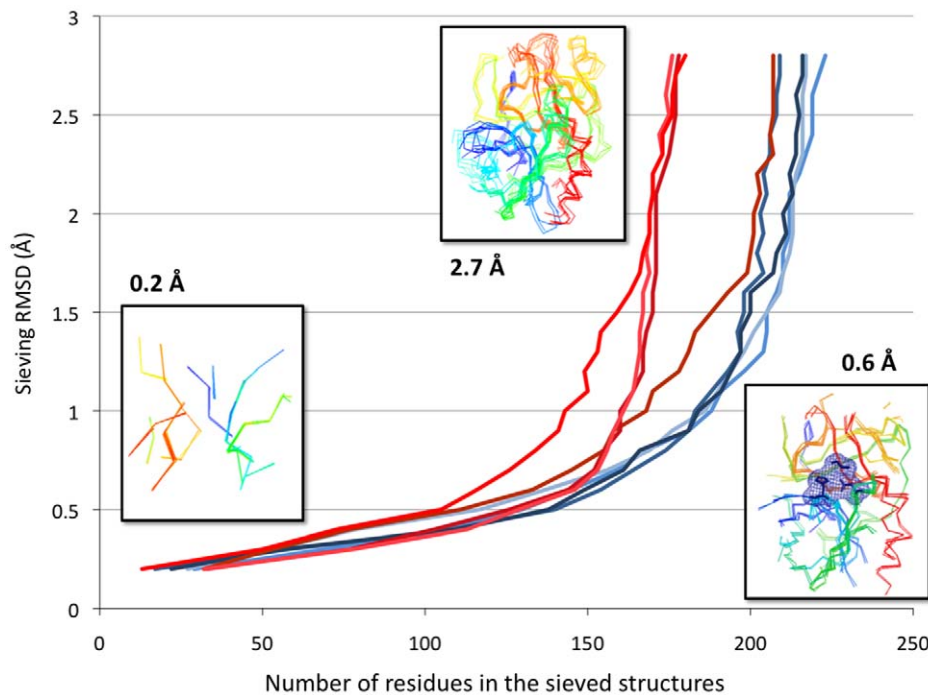 3
2.5
2
1.5
1
0.5
0
Sieving RMSD (Å)
2.7 Å
0.2 Å
0.6 Å
0 50 100 150 200 250
Number of residues in the sieved structures